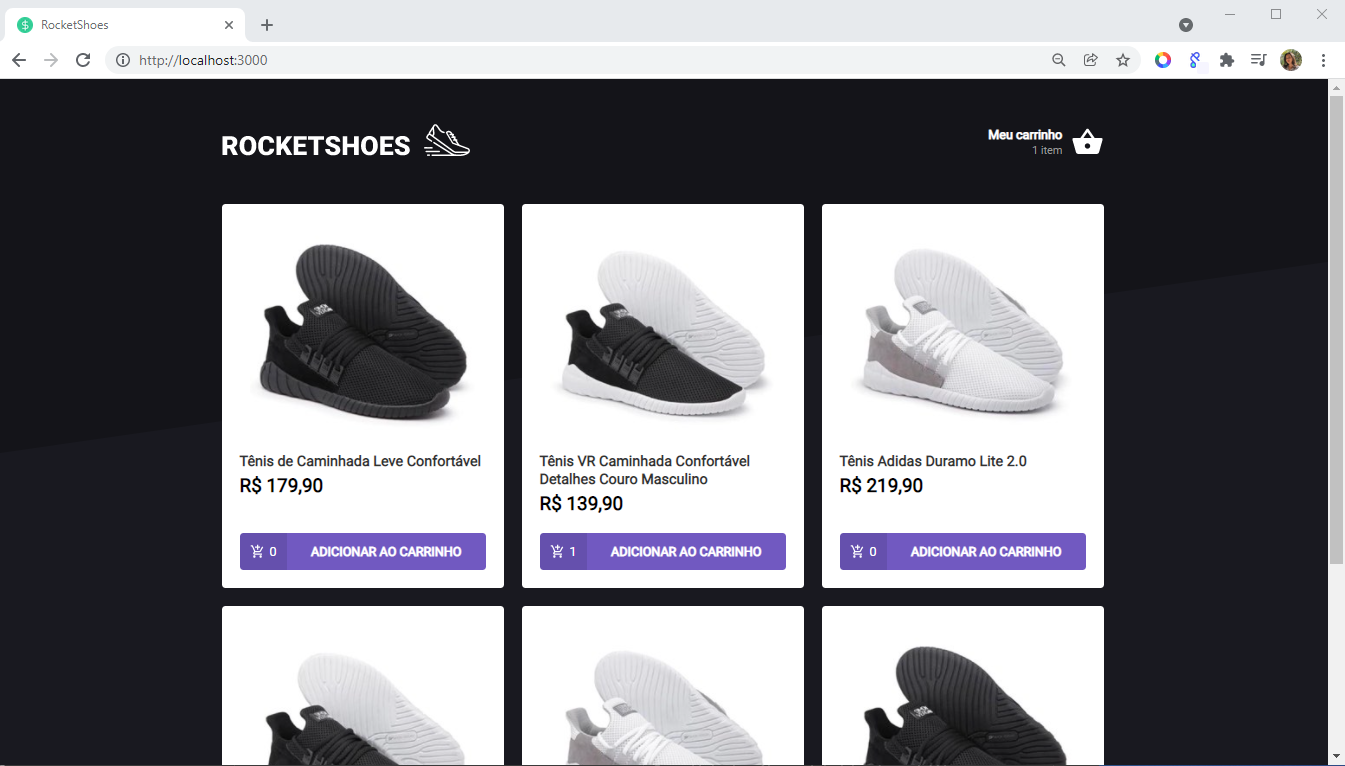 RocketShoes
http://localhost:3000
ROCKETSHOES
Meu carrinho
1 item
Tênis de Caminhada Leve Confortável
R$ 179,90
0 ADICIONAR AO CARRINHO
Tênis VR Caminhada Confortável
Detalhes Couro Masculino
R$ 139,90
1 ADICIONAR AO CARRINHO
Tênis Adidas Duramo Lite 2.0
R$ 219,90
0 ADICIONAR AO CARRINHO